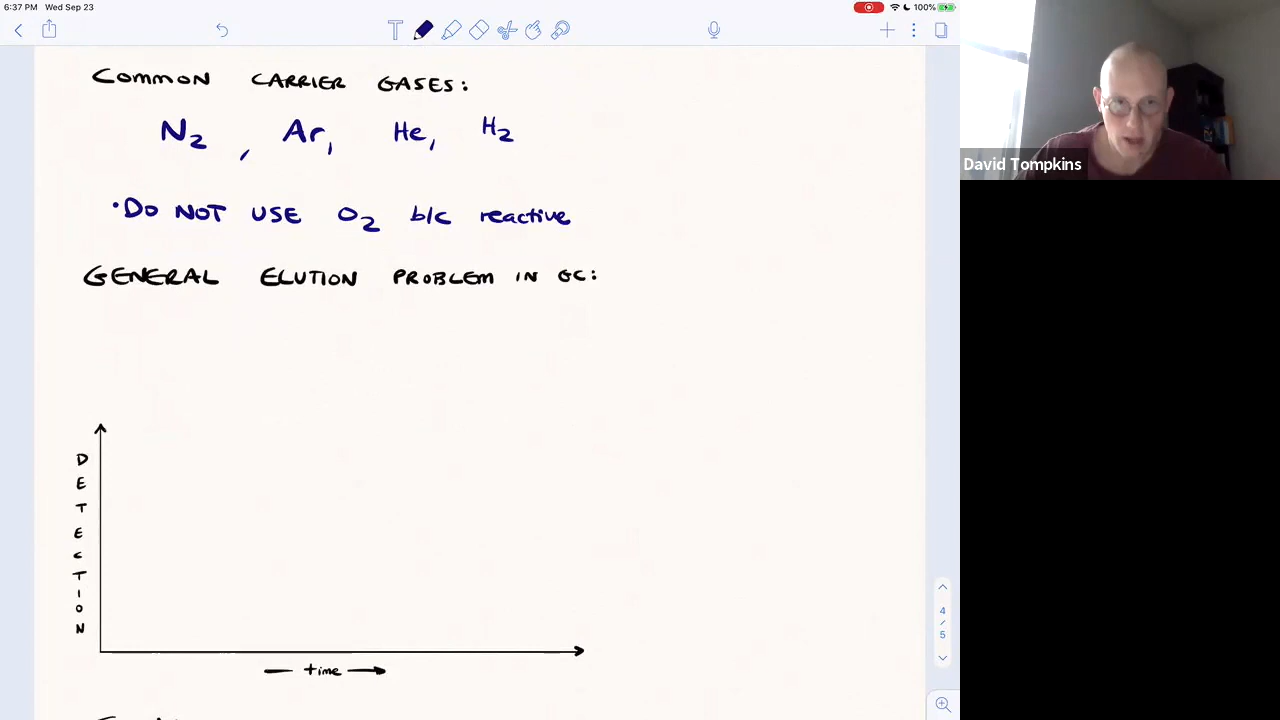 6:37 PM Wed Sep 23
100%
COMMON CARRIER GASES:
N2, Ar, He, H2
• DO NOT USE O2 b/c reactive
GENERAL ELUTION PROBLEM IN GC:
DETECTION
time
4/5
David Tompkins